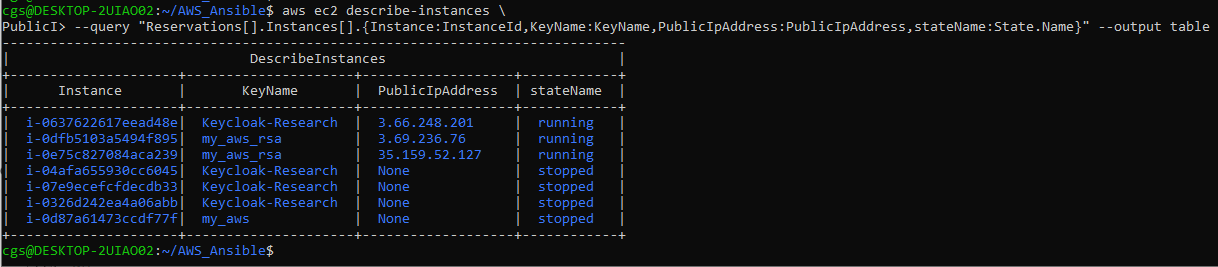 cgs@DESKTOP-2UIAO02:~/AWS_Ansible$ aws ec2 describe-instances \
PublicI> --query "Reservations[].Instances[].{Instance:InstanceId,KeyName:KeyName,PublicIpAddress:PublicIpAddress,stateName:State.Name}" --output table
-------------------------------------------------------------------------------
|                              DescribeInstances                              |
+----------------------+---------------------+-------------------+------------+
|      Instance        |       KeyName       |  PublicIpAddress  | stateName  |
+----------------------+---------------------+-------------------+------------+
|  i-0637622617eead48e|  Keycloak-Research  |  3.66.248.201     |  running   |
|  i-0dfb5103a5494f895|  my_aws_rsa         |  3.69.236.76      |  running   |
|  i-0e75c827084aca239|  my_aws_rsa         |  35.159.52.127    |  running   |
|  i-04afa655930cc6045|  Keycloak-Research  |  None             |  stopped   |
|  i-07e9ecefcfdecdb33|  Keycloak-Research  |  None             |  stopped   |
|  i-0326d242ea4a06abb|  Keycloak-Research  |  None             |  stopped   |
|  i-0d87a61473ccdf77f|  my_aws             |  None             |  stopped   |
+----------------------+---------------------+-------------------+------------+
cgs@DESKTOP-2UIAO02:~/AWS_Ansible$